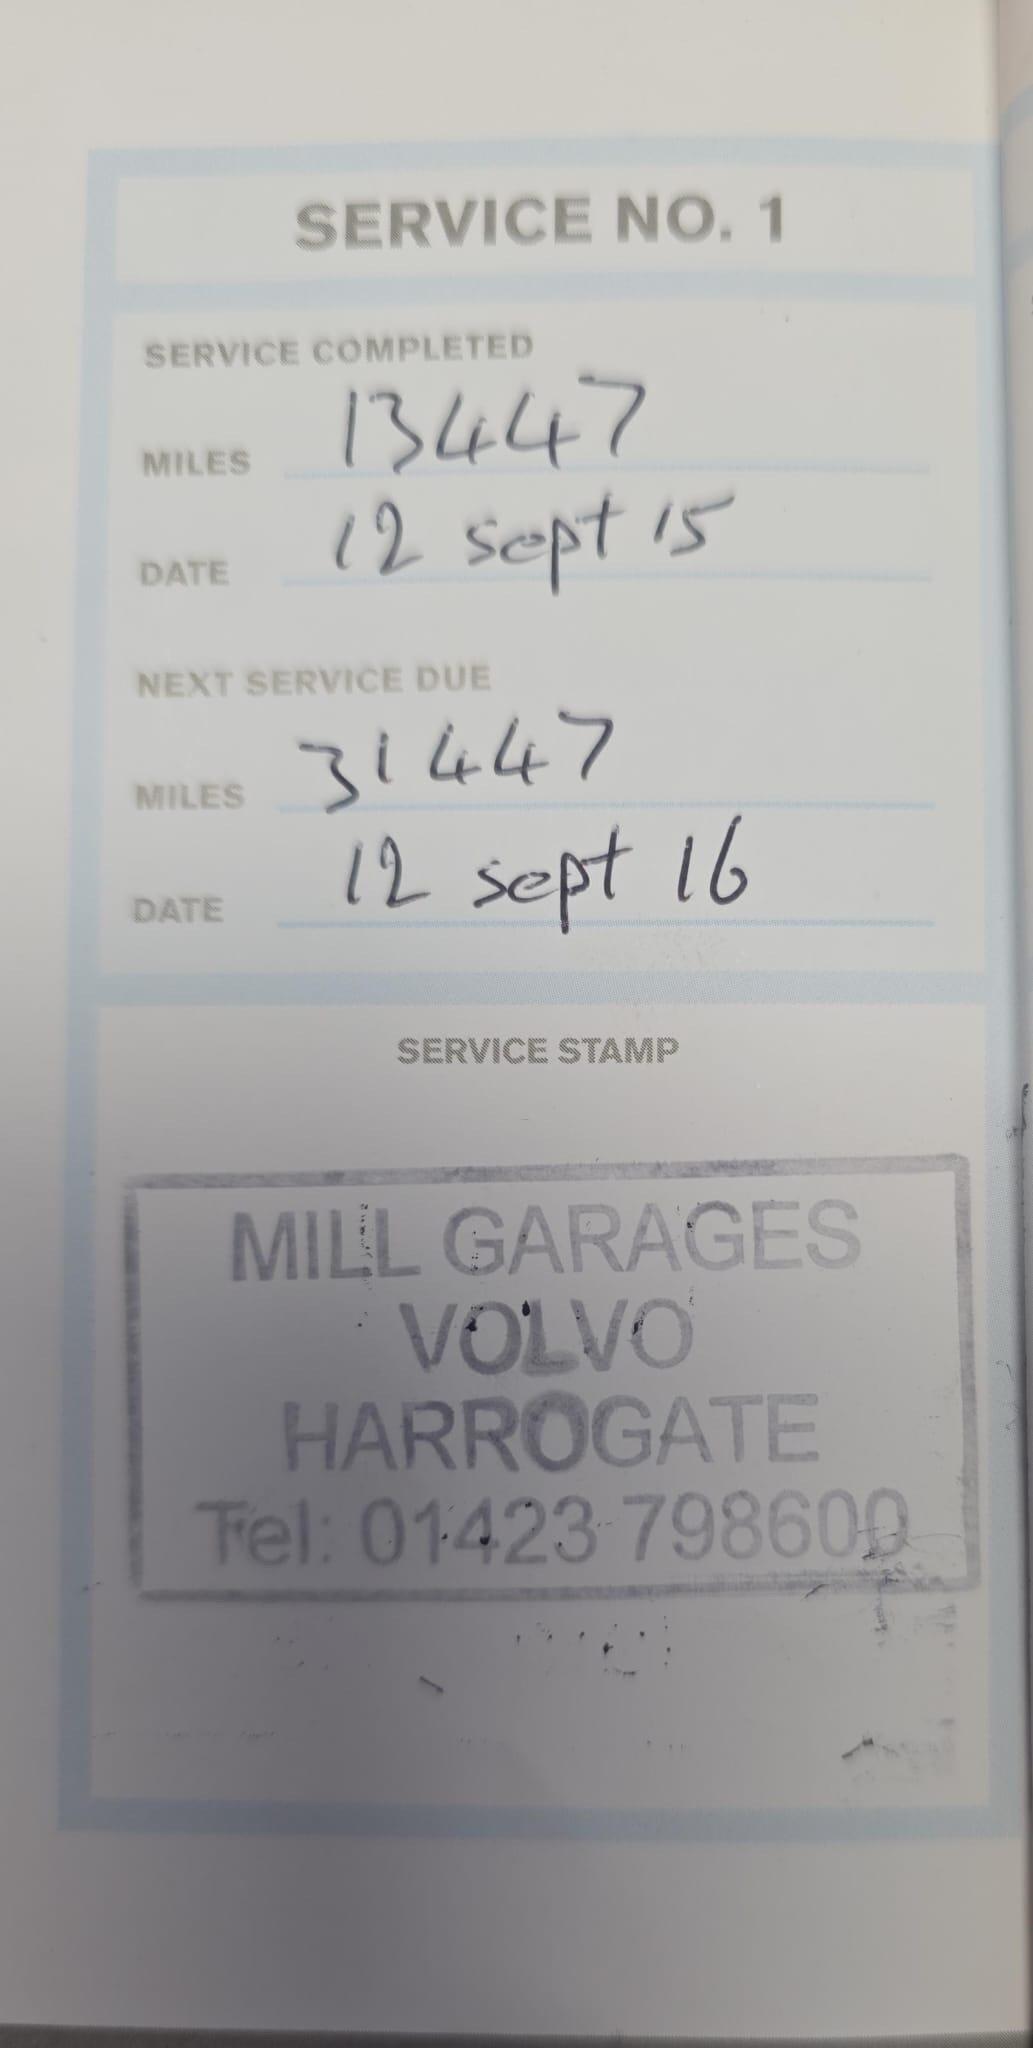 SERVICE NO. 1
SERVICE COMPLETED
MILES 13447
DATE 12 sept 15
NEXT SERVICE DUE
MILES 31447
DATE 12 sept 16
SERVICE STAMP
MILL GARAGES
VOLVO
HARROGATE
Tel: 01423 798600